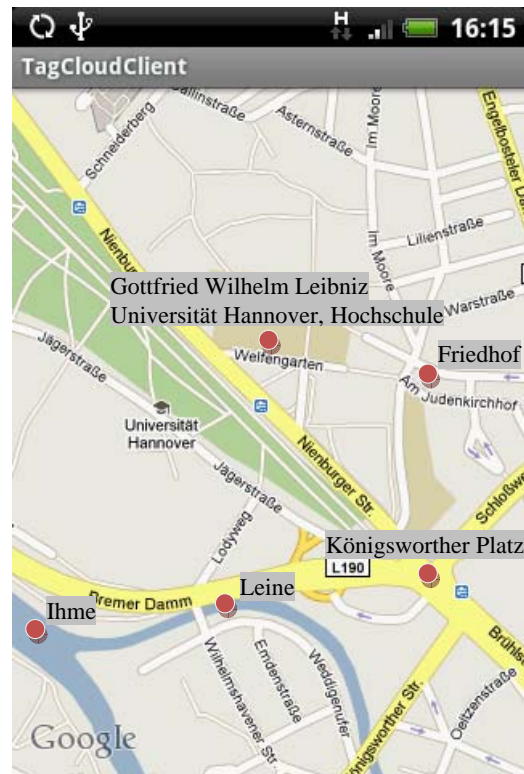 H
16:15
TagCloudClient
Callinstraße
Schneiderberg
Asternstraße
Im Moore
Engelbosteler
Lilienstraße
Nienburger
Im Moore
Gottfried Wilhelm Leibniz
Universität Hannover, Hochschule
Warstraße
Jägerstraße
Welfengarten
Friedhof
Am Judenkirchhof
Universität
Hannover
Nienburger Str.
Jägerstraße
Schloßw
Lodyweg
Königsworther Platz
L190
Bremer Damm
Leine
Ihme
Brühls
Wilhelmshavener Str.
Emdenstraße
Weddigenufer
Oeltzenstraße
Königsworther Str.
Google